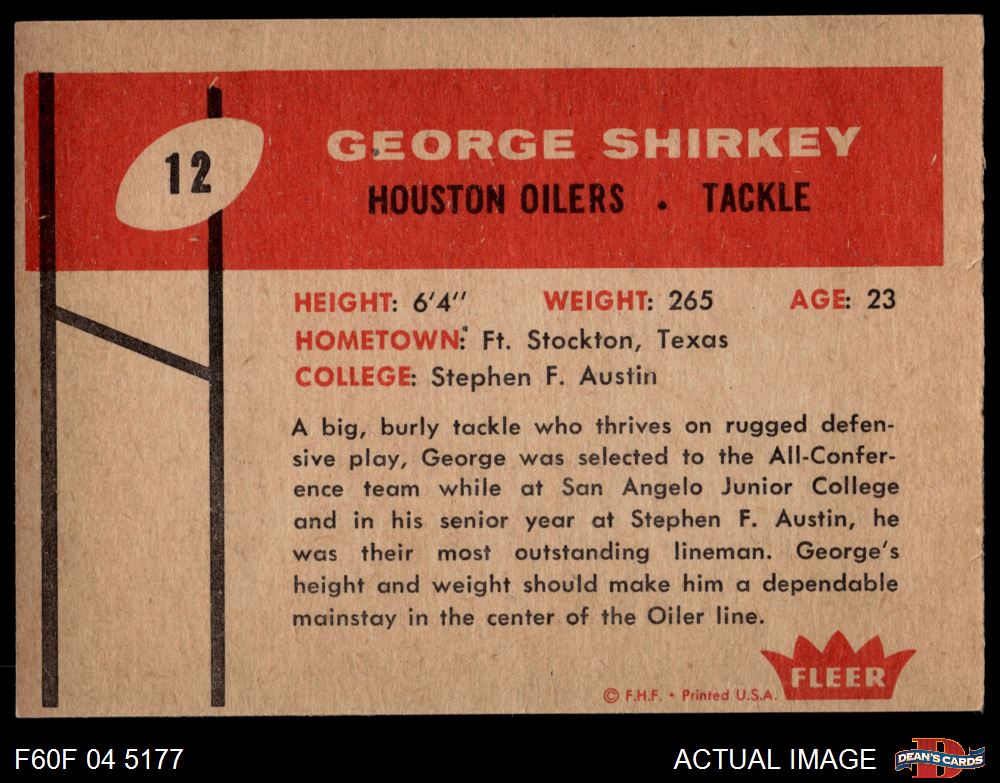 12
GEORGE SHIRKEY
HOUSTON OILERS . TACKLE
HEIGHT: 6'4" WEIGHT: 265 AGE: 23
HOMETOWN: Ft. Stockton, Texas
COLLEGE: Stephen F. Austin
A big, burly tackle who thrives on rugged defen-
sive play, George was selected to the All-Confer-
ence team while at San Angelo Junior College
and in his senior year at Stephen F. Austin, he
was their most outstanding lineman. George's
height and weight should make him a dependable
mainstay in the center of the Oiler line.
FLEER
© F.H.F. • Printed U.S.A.
F60F 04 5177 ACTUAL IMAGE D DEAN'S CARDS